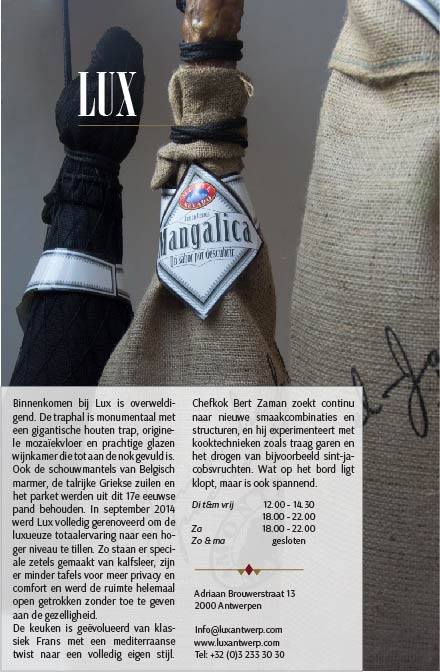 LUX
Mangalica
Un sabor por descubrir
Binnenkomen bij Lux is overweldi-
gend. De traphal is monumentaal met
een gigantische houten trap, origine-
le mozaïekvloer en prachtige glazen
wijnkamer die tot aan de nok gevuld is.
Ook de schouwmantels van Belgisch
marmer, de talrijke Griekse zuilen en
het parket werden uit dit 17e eeuwse
pand behouden. In september 2014
werd Lux volledig gerenoveerd om de
luxueuze totaalervaring naar een ho-
ger niveau te tillen. Zo staan er speci-
ale zetels gemaakt van kalfsleer, zijn
er minder tafels voor meer privacy en
comfort en werd de ruimte helemaal
open getrokken zonder toe te geven
aan de gezelligheid.
De keuken is geëvolueerd van klas-
siek Frans met een mediterraanse
twist naar een volledig eigen stijl.
Chefkok Bert Zaman zoekt continu
naar nieuwe smaakcombinaties en
structuren, en hij experimenteert met
kooktechnieken zoals traag garen en
het drogen van bijvoorbeeld sint-ja-
cobsvruchten. Wat op het bord ligt
klopt, maar is ook spannend.
Di t&m vrij 12.00 - 14.30
18.00 - 22.00
Za 18.00 - 22.00
Zo & ma gesloten
Adriaan Brouwerstraat 13
2000 Antwerpen
Info@luxantwerp.com
www.luxantwerp.com
Tel: +32 (0)3 233 30 30